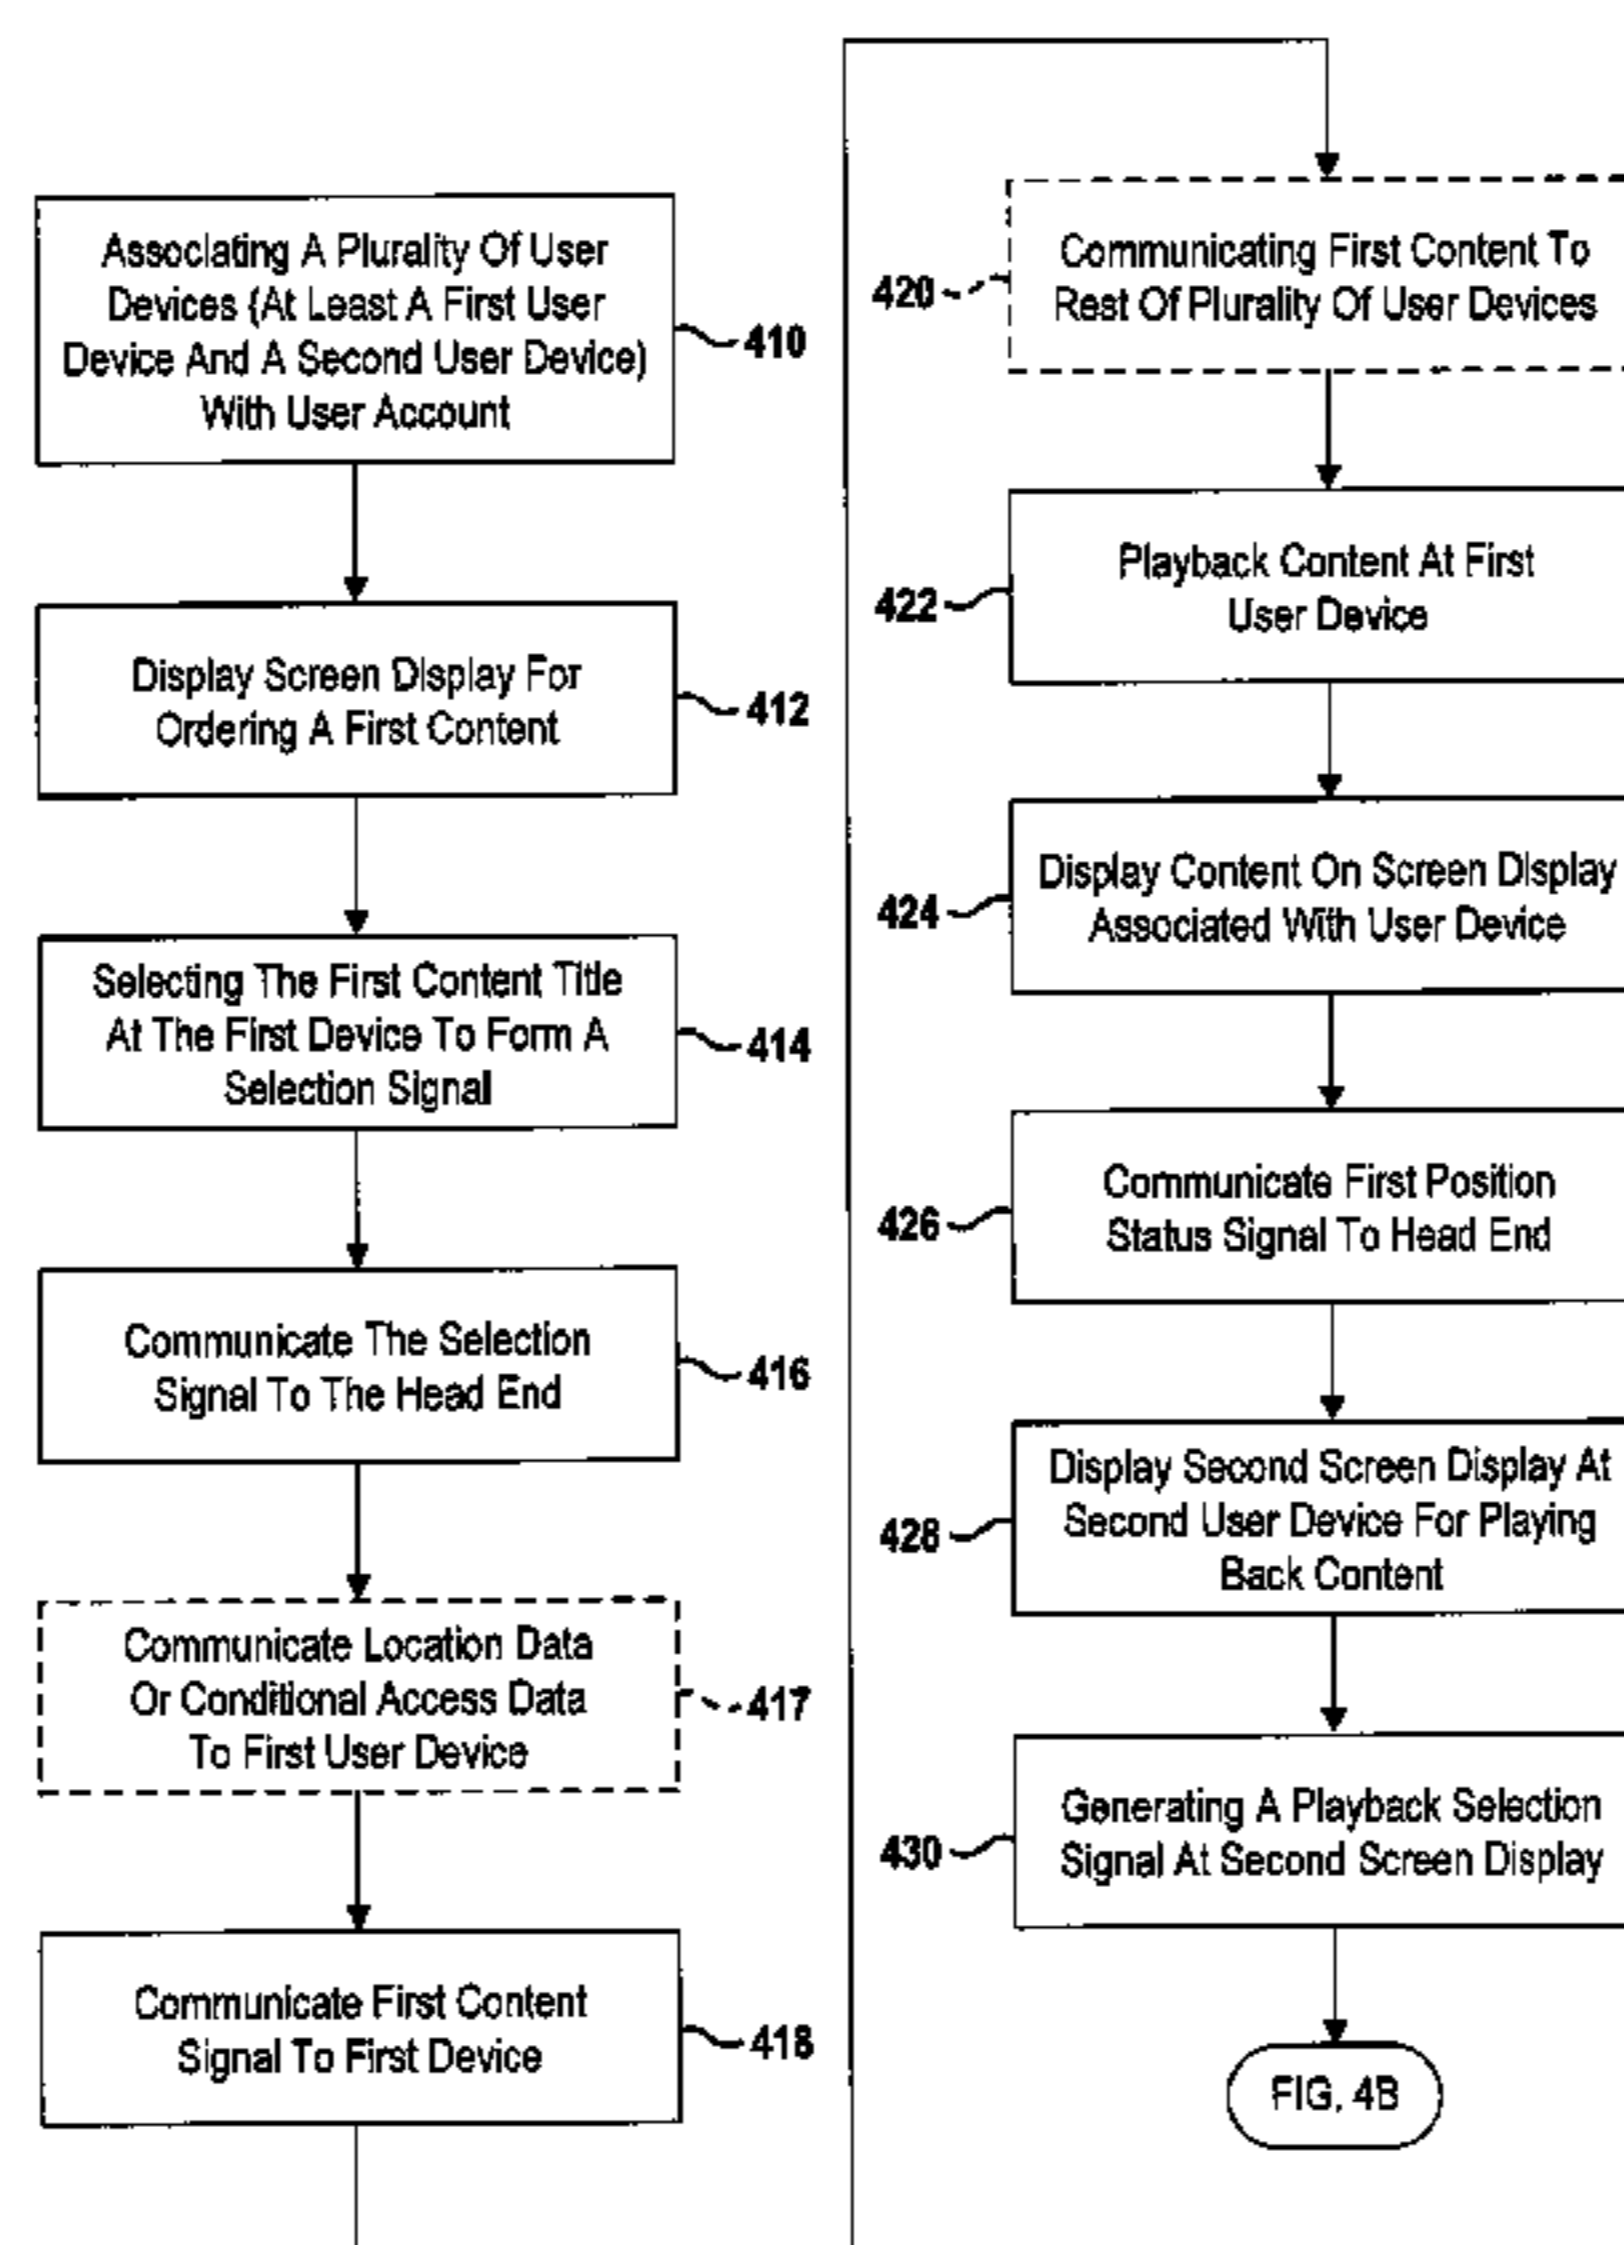 Associating A Plurality Of User
Devices (At Least A First User
Device And A Second User Device)
With User Account
410
Display Screen Display For
Ordering A First Content
412
Selecting The First Content Title
At The First Device To Form A
Selection Signal
414
Communicate The Selection
Signal To The Head End
416
Communicate Location Data
Or Conditional Access Data
To First User Device
417
Communicate First Content
Signal To First Device
418
Communicating First Content To
Rest Of Plurality Of User Devices
420
Playback Content At First
User Device
422
Display Content On Screen Display
Associated With User Device
424
Communicate First Position
Status Signal To Head End
426
Display Second Screen Display At
Second User Device For Playing
Back Content
428
Generating A Playback Selection
Signal At Second Screen Display
430
FIG. 4B